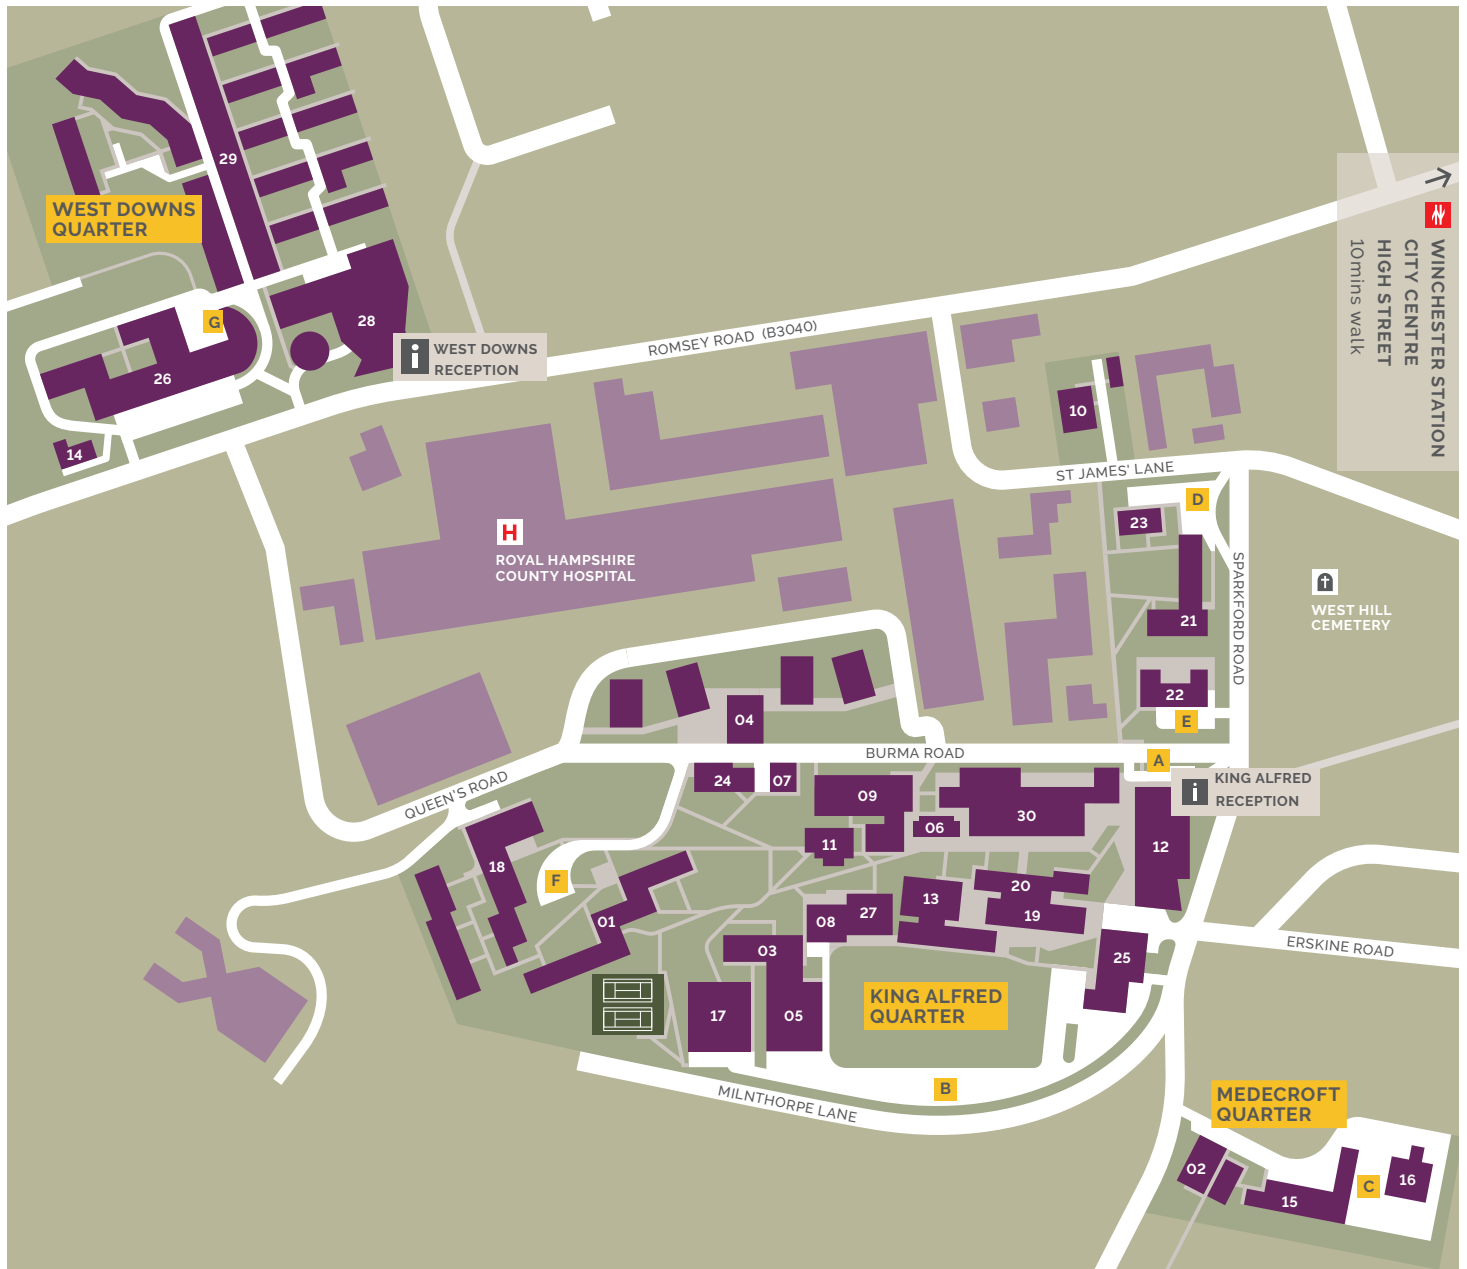 29
WEST DOWNS
QUARTER
G
28
26
14
i
WEST DOWNS
RECEPTION
ROMSEY ROAD (B3040)
WINCHESTER STATION
CITY CENTRE
HIGH STREET
10mins walk
10
ST JAMES' LANE
D
23
H
ROYAL HAMPSHIRE
COUNTY HOSPITAL
SPARKFORD ROAD
WEST HILL
CEMETERY
21
22
E
04
BURMA ROAD
A
i
KING ALFRED
RECEPTION
QUEEN'S ROAD
24
07
09
30
06
11
12
18
F
01
20
13
19
27
08
03
25
ERSKINE ROAD
KING ALFRED
QUARTER
17
05
B
MILNTHORPE LANE
MEDECROFT
QUARTER
02
15
C
16